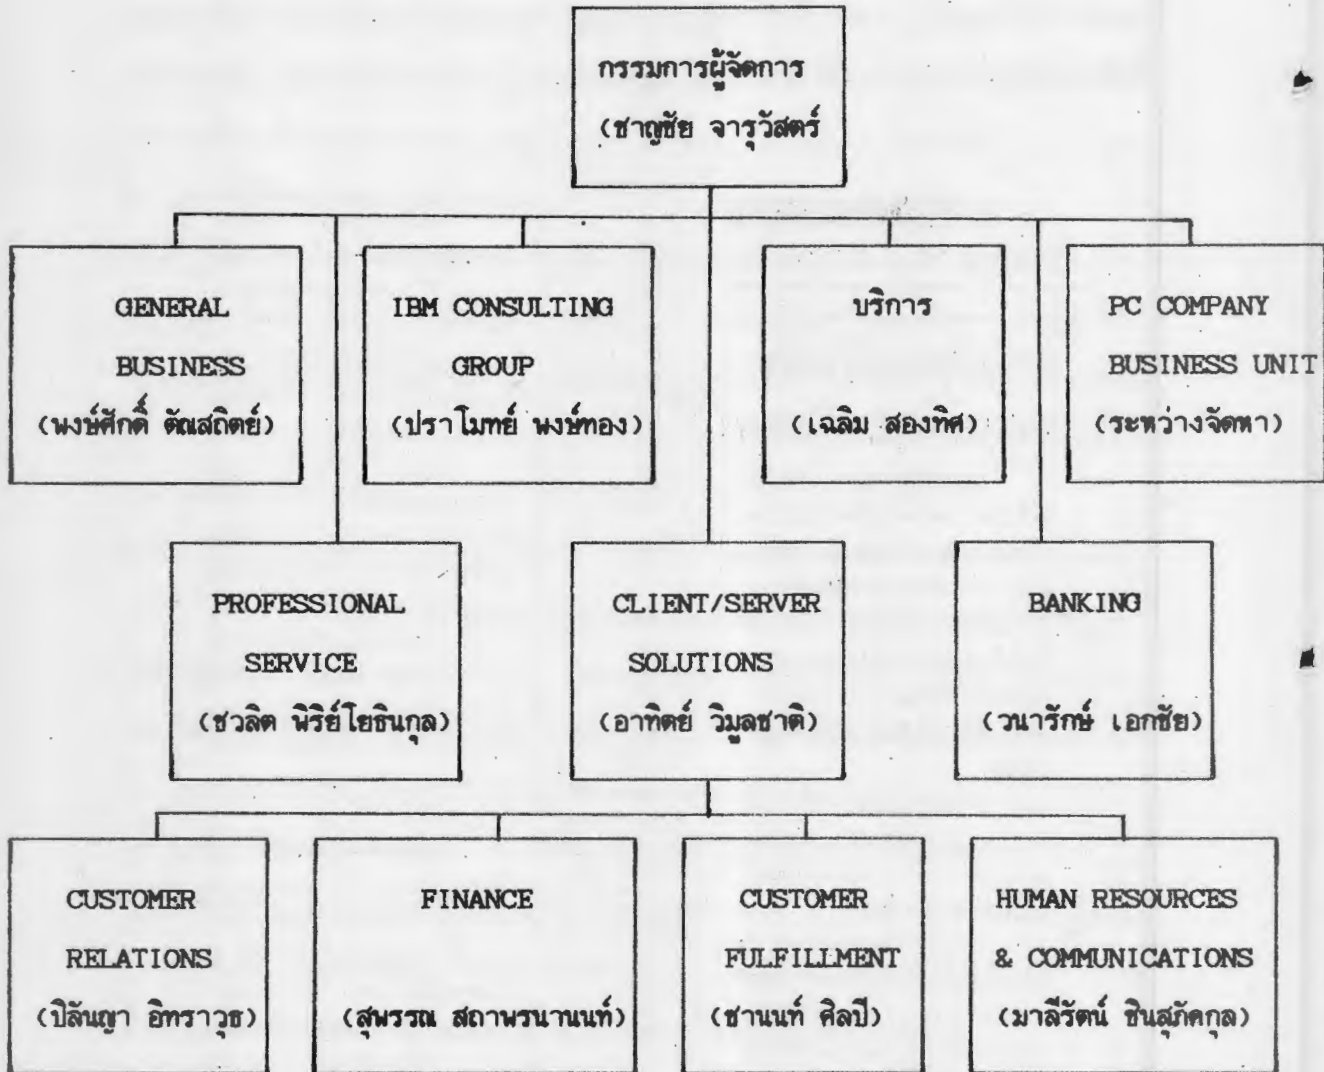 กรรมการผู้จัดการ
(ชาญชัย จารุวัสตร์
GENERAL
BUSINESS
(พงษ์ศักดิ์ ตัณสถิตย์)
IBM CONSULTING
GROUP
(ปราโมทย์ พงษ์ทอง)
บริการ
(เฉลิม สองทิศ)
PC COMPANY
BUSINESS UNIT
(ระหว่างจัดหา)
PROFESSIONAL
SERVICE
(ชวลิต พิริย์โยธินกุล)
CLIENT/SERVER
SOLUTIONS
(อาทิตย์ วิมูลชาติ)
BANKING
(วนารักษ์ เอกชัย)
CUSTOMER
RELATIONS
(ปิลันญา อิทราวุธ)
FINANCE
(สุพรรณ สถาพรนานนท์)
CUSTOMER
FULFILLMENT
(ชานนท์ ศิลปี)
HUMAN RESOURCES
& COMMUNICATIONS
(มาลีรัตน์ ชินสุภัคกุล)